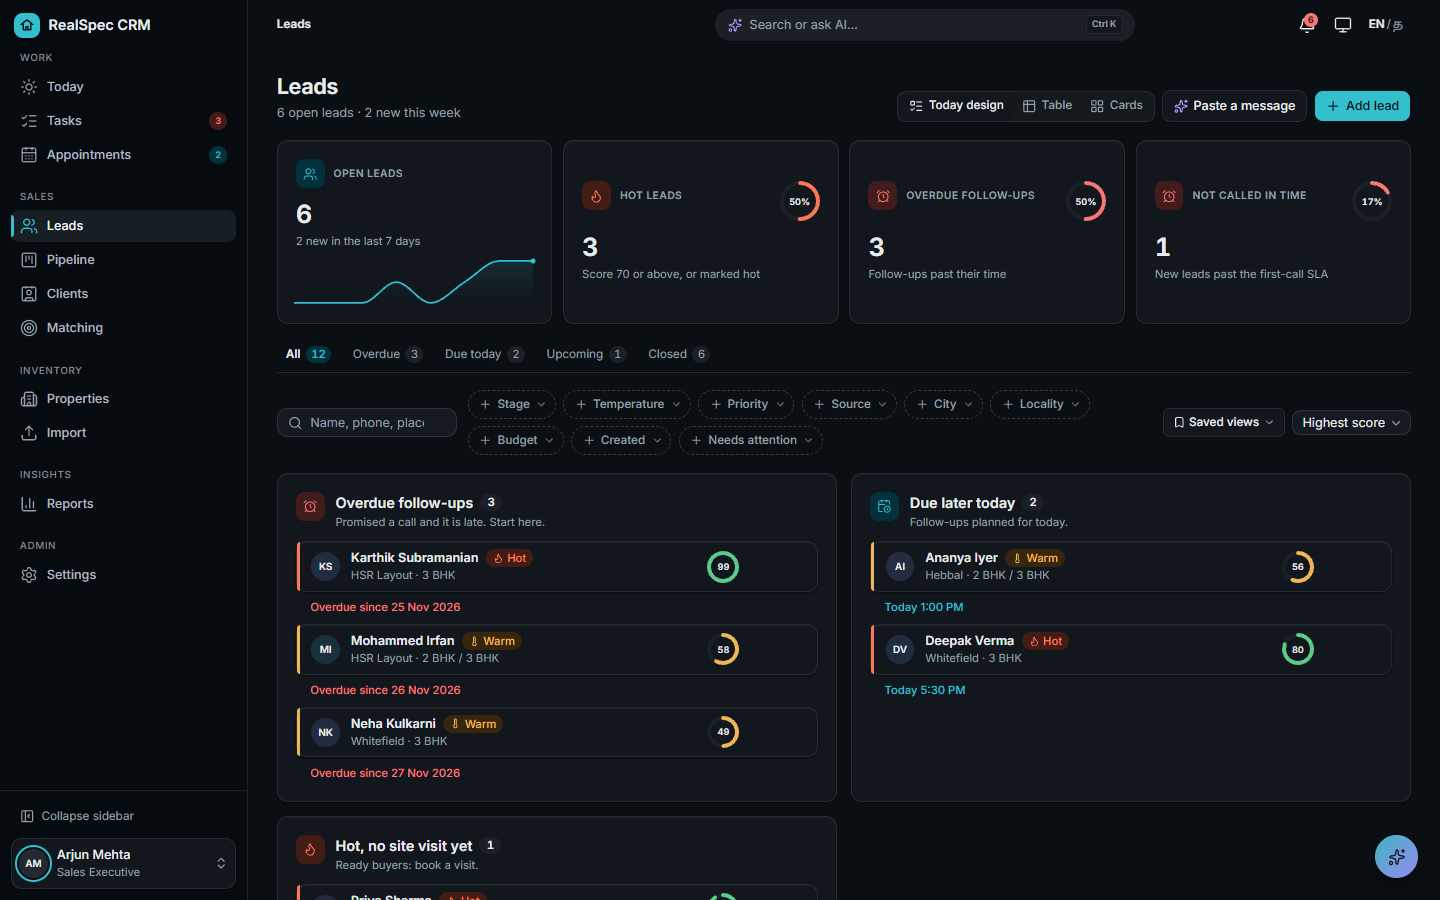 RealSpec CRM
WORK
Today
Tasks 3
Appointments 2
SALES
Leads
Pipeline
Clients
Matching
INVENTORY
Properties
Import
INSIGHTS
Reports
ADMIN
Settings
Collapse sidebar
AM
Arjun Mehta
Sales Executive
Leads
Search or ask AI...
Ctrl K
6
EN / த
Leads
6 open leads · 2 new this week
Today design
Table
Cards
Paste a message
Add lead
OPEN LEADS
6
2 new in the last 7 days
HOT LEADS
50%
3
Score 70 or above, or marked hot
OVERDUE FOLLOW-UPS
50%
3
Follow-ups past their time
NOT CALLED IN TIME
17%
1
New leads past the first-call SLA
All 12
Overdue 3
Due today 2
Upcoming 1
Closed 6
Name, phone, plac
Stage
Temperature
Priority
Source
City
Locality
Budget
Created
Needs attention
Saved views
Highest score
Overdue follow-ups 3
Promised a call and it is late. Start here.
KS
Karthik Subramanian Hot
HSR Layout · 3 BHK
99
Overdue since 25 Nov 2026
MI
Mohammed Irfan Warm
HSR Layout · 2 BHK / 3 BHK
58
Overdue since 26 Nov 2026
NK
Neha Kulkarni Warm
Whitefield · 3 BHK
49
Overdue since 27 Nov 2026
Due later today 2
Follow-ups planned for today.
AI
Ananya Iyer Warm
Hebbal · 2 BHK / 3 BHK
56
Today 1:00 PM
DV
Deepak Verma Hot
Whitefield · 3 BHK
80
Today 5:30 PM
Hot, no site visit yet 1
Ready buyers: book a visit.
Priya Sharma Hot